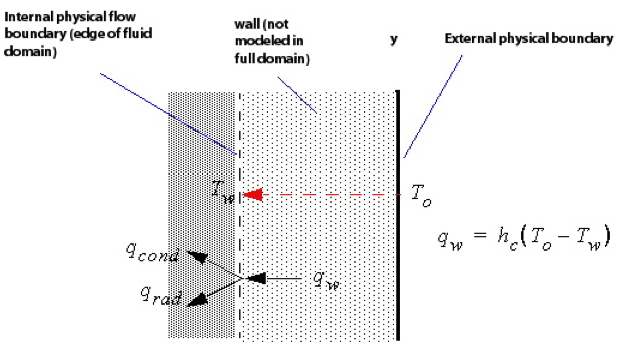 Internal physical flow
boundary (edge of fluid
domain)
wall (not
modeled in
full domain)
y
External physical boundary
T_w
T_o
q_w = h_c(T_o − T_w)
q_cond
q_w
q_rad